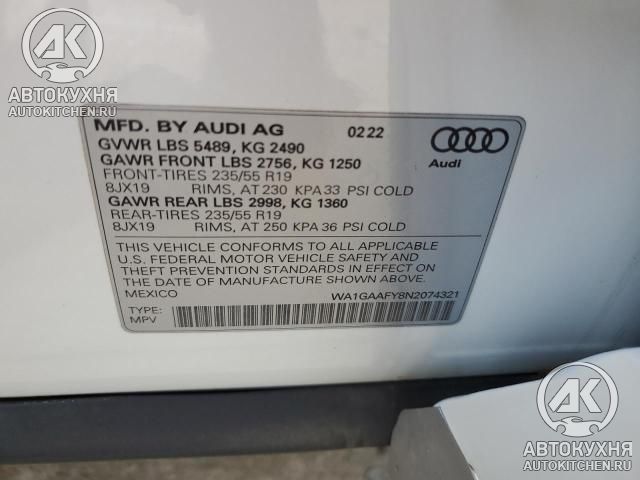 AK
АВТОКУХНЯ
AUTOKITCHEN.RU
MFD. BY AUDI AG 02 22
GVWR LBS 5489, KG 2490
GAWR FRONT LBS 2756, KG 1250
FRONT-TIRES 235/55 R19
8JX19 RIMS, AT 230 KPA 33 PSI COLD
GAWR REAR LBS 2998, KG 1360
REAR-TIRES 235/55 R19
8JX19 RIMS, AT 250 KPA 36 PSI COLD
Audi
THIS VEHICLE CONFORMS TO ALL APPLICABLE
U.S. FEDERAL MOTOR VEHICLE SAFETY AND
THEFT PREVENTION STANDARDS IN EFFECT
ON THE DATE OF MANUFACTURE SHOWN ABOVE.
MEXICO WA1GAAFY8N2074321
TYPE:
MPV
AK
АВТОКУХНЯ
AUTOKITCHEN.RU